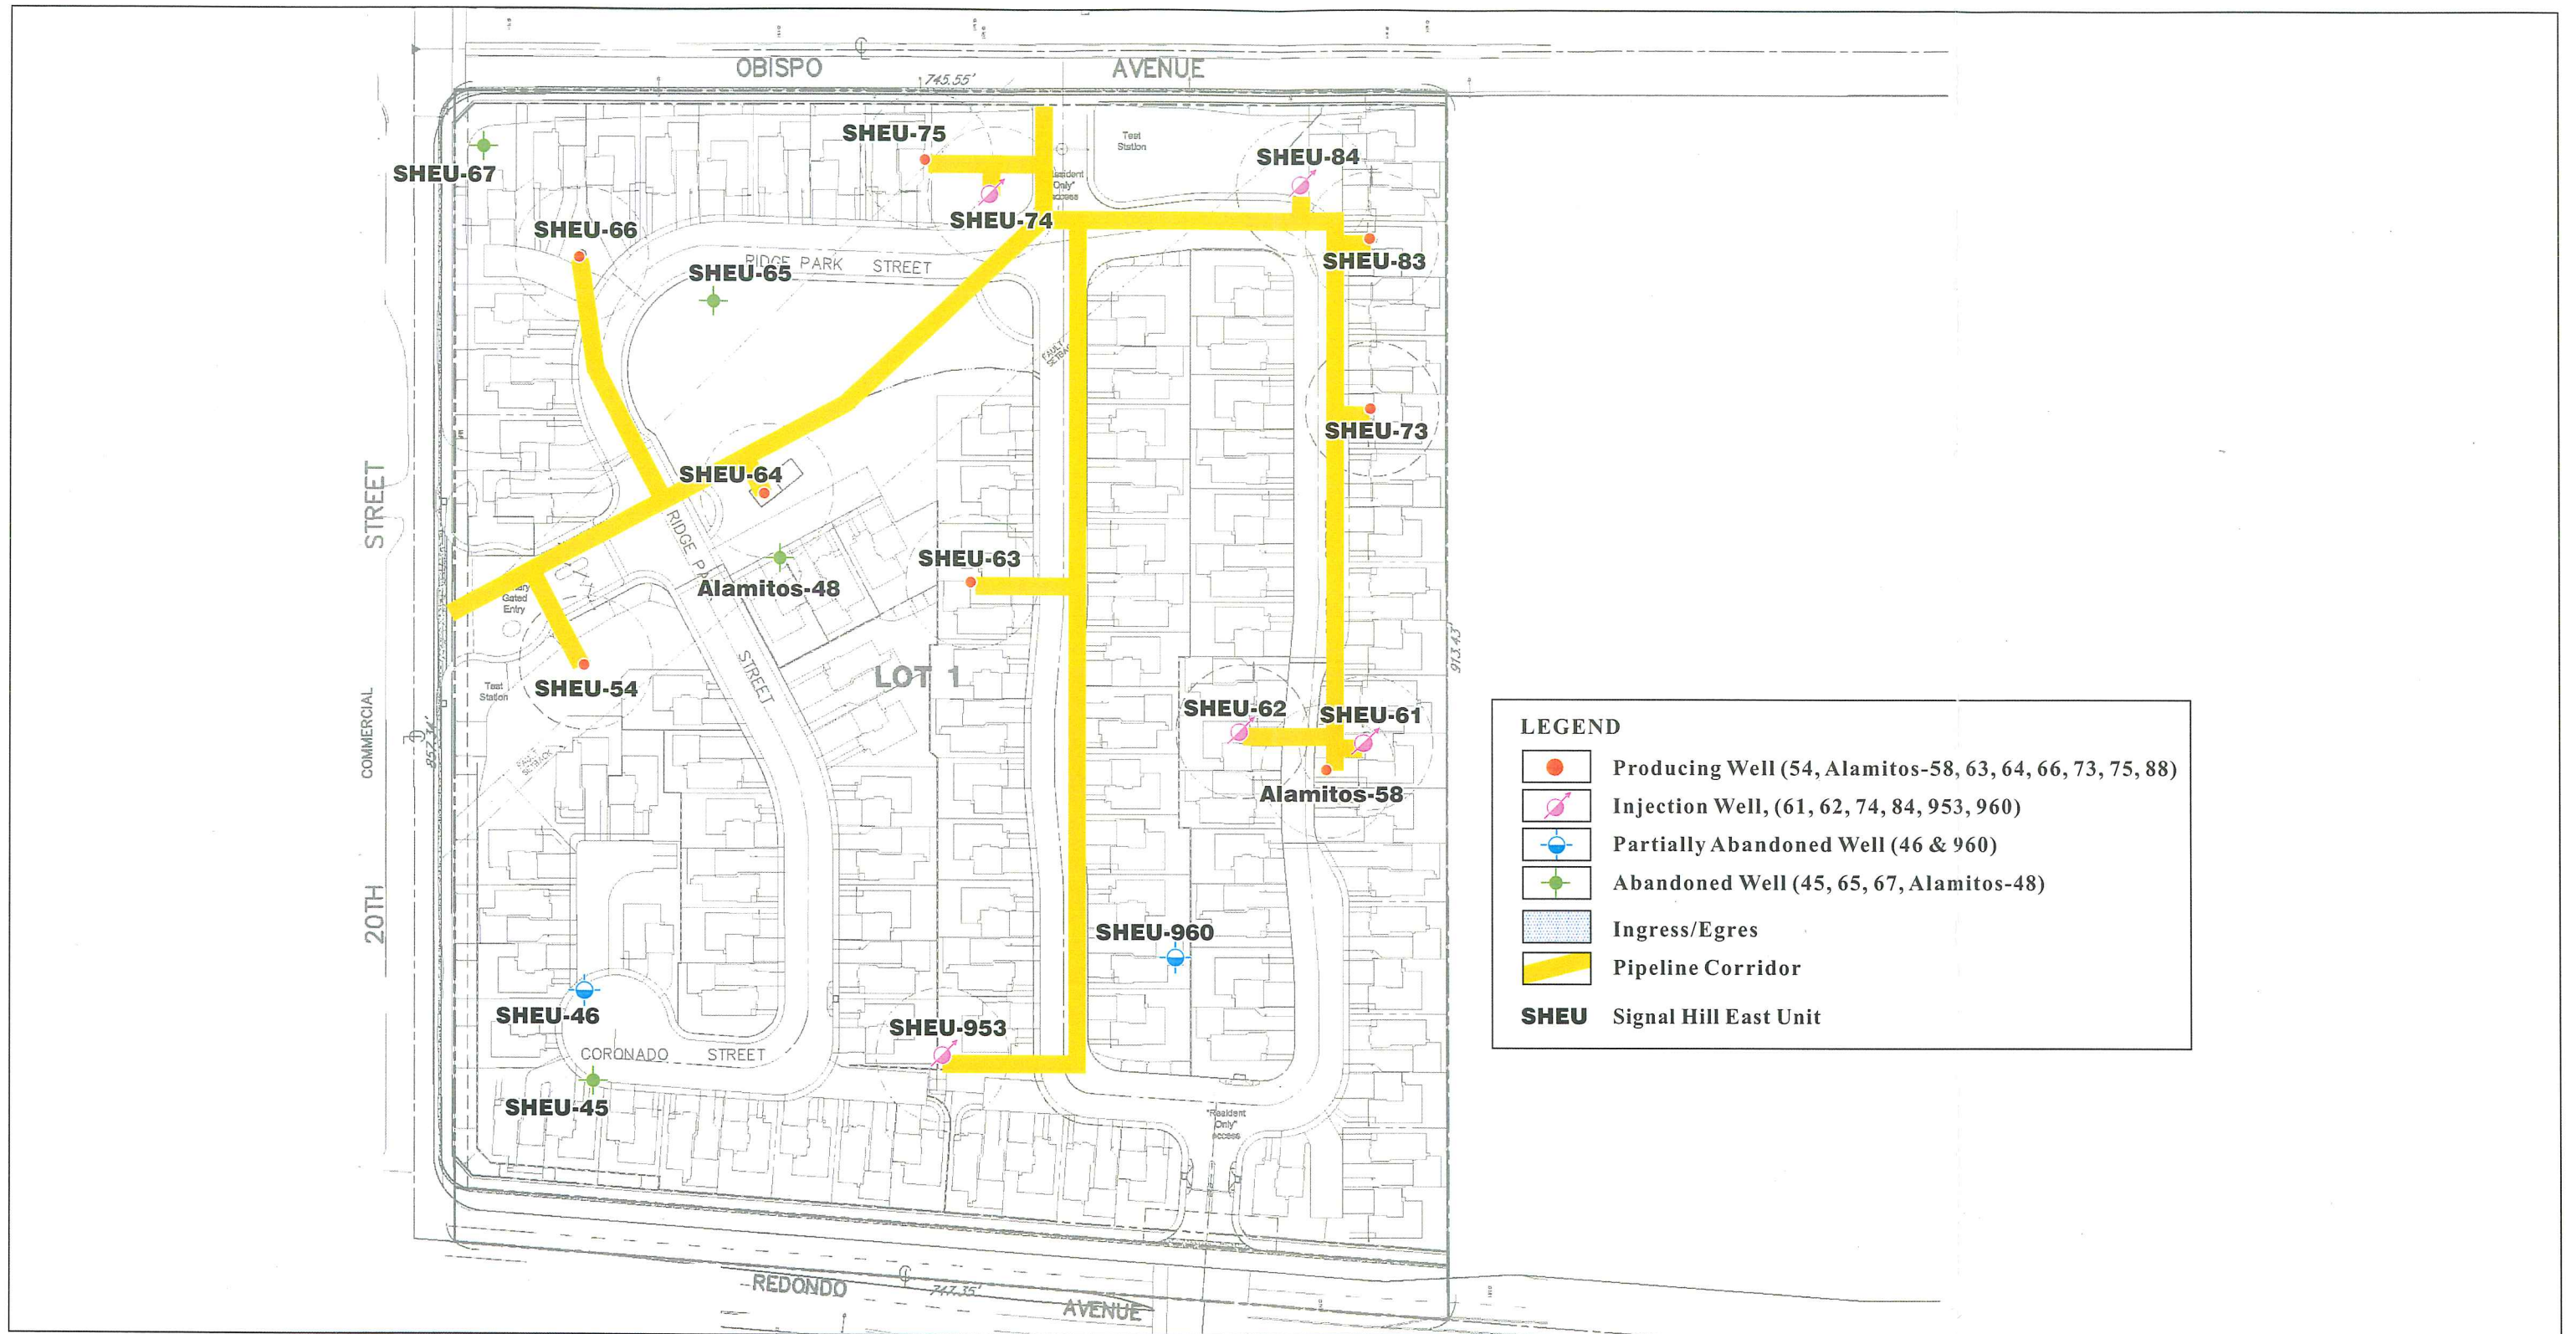 OBISPO AVENUE
745.55'
SHEU-75
Test
Station
SHEU-84
SHEU-67
Only"
access
SHEU-74
SHEU-66
SHEU-83
SHEU-65
RIDGE PARK STREET
FAULT
SHEU-73
SHEU-64
STREET
RIDGE
SHEU-63
Alamitos-48
Gated
Entry
STREET
913.43'
LOT 1
SHEU-54
Test
Station
COMMERCIAL
SHEU-62
SHEU-61
Alamitos-58
LEGEND
Producing Well (54, Alamitos-58, 63, 64, 66, 73, 75, 88)
Injection Well, (61, 62, 74, 84, 953, 960)
Partially Abandoned Well (46 & 960)
Abandoned Well (45, 65, 67, Alamitos-48)
Ingress/Egres
Pipeline Corridor
SHEU Signal Hill East Unit
20TH
SHEU-960
SHEU-46
SHEU-953
CORONADO STREET
SHEU-45
"Resident
Only"
access
REDONDO AVENUE
747.35'